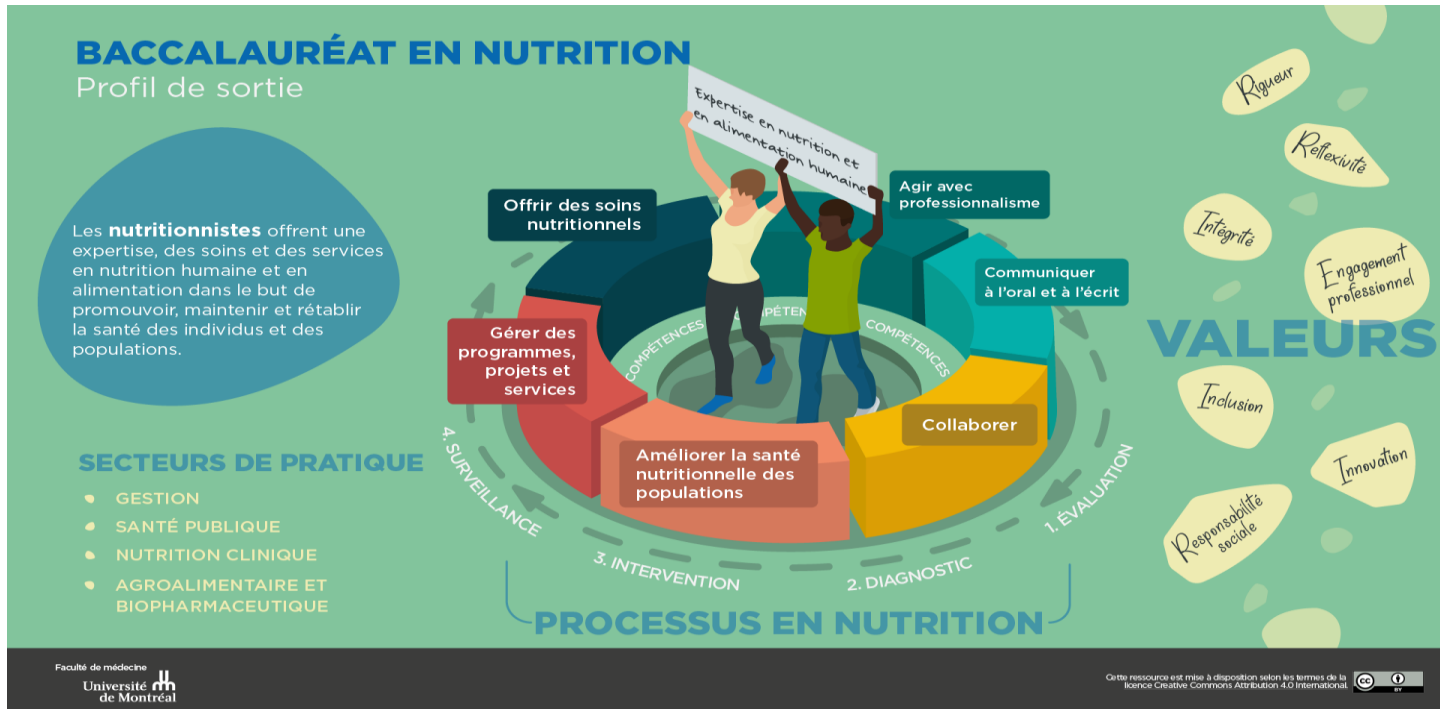 BACCALAURÉAT EN NUTRITION
Profil de sortie
Les nutritionnistes offrent une
expertise, des soins et des services
en nutrition humaine et en
alimentation dans le but de
promouvoir, maintenir et rétablir
la santé des individus et des
populations.
SECTEURS DE PRATIQUE
GESTION
SANTÉ PUBLIQUE
NUTRITION CLINIQUE
AGROALIMENTAIRE ET
BIOPHARMACEUTIQUE
Expertise en nutrition et
en alimentation humaine
Offrir des soins
nutritionnels
Agir avec
professionnalisme
Communiquer
à l'oral et à l'écrit
Gérer des
programmes,
projets et
services
Améliorer la santé
nutritionnelle des
populations
Collaborer
COMPÉTENCES
COMPÉTENCES
1. ÉVALUATION
2. DIAGNOSTIC
3. INTERVENTION
4. SURVEILLANCE
PROCESSUS EN NUTRITION
Rigueur
Réflexivité
Intégrité
Engagement
professionnel
VALEURS
Inclusion
Innovation
Responsabilité
sociale
Faculté de médecine
Université
de Montréal
Cette ressource est mise à disposition selon les termes de la
licence Creative Commons Attribution 4.0 International.
CC
BY